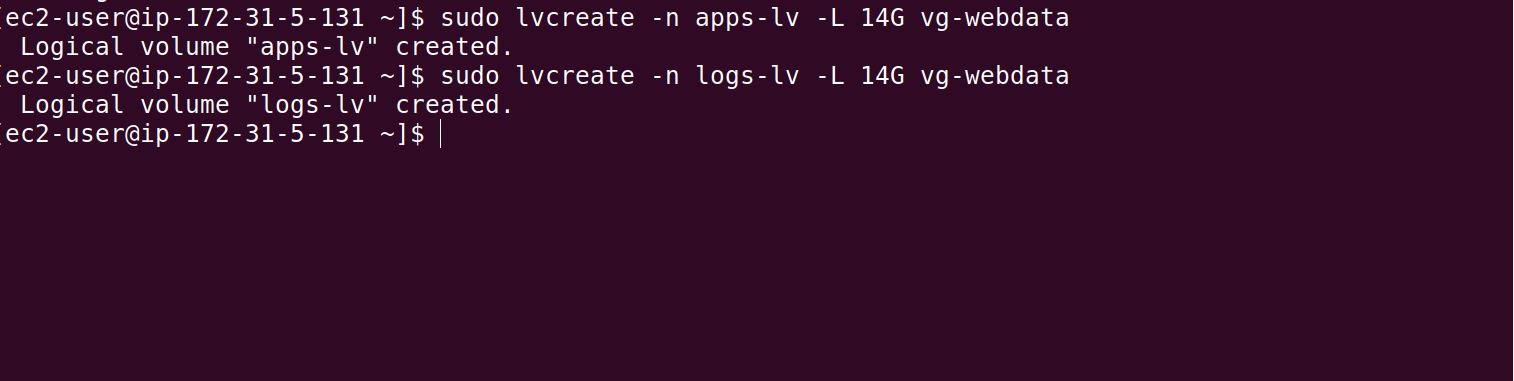 [ec2-user@ip-172-31-5-131 ~]$ sudo lvcreate -n apps-lv -L 14G vg-webdata
  Logical volume "apps-lv" created.
[ec2-user@ip-172-31-5-131 ~]$ sudo lvcreate -n logs-lv -L 14G vg-webdata
  Logical volume "logs-lv" created.
[ec2-user@ip-172-31-5-131 ~]$